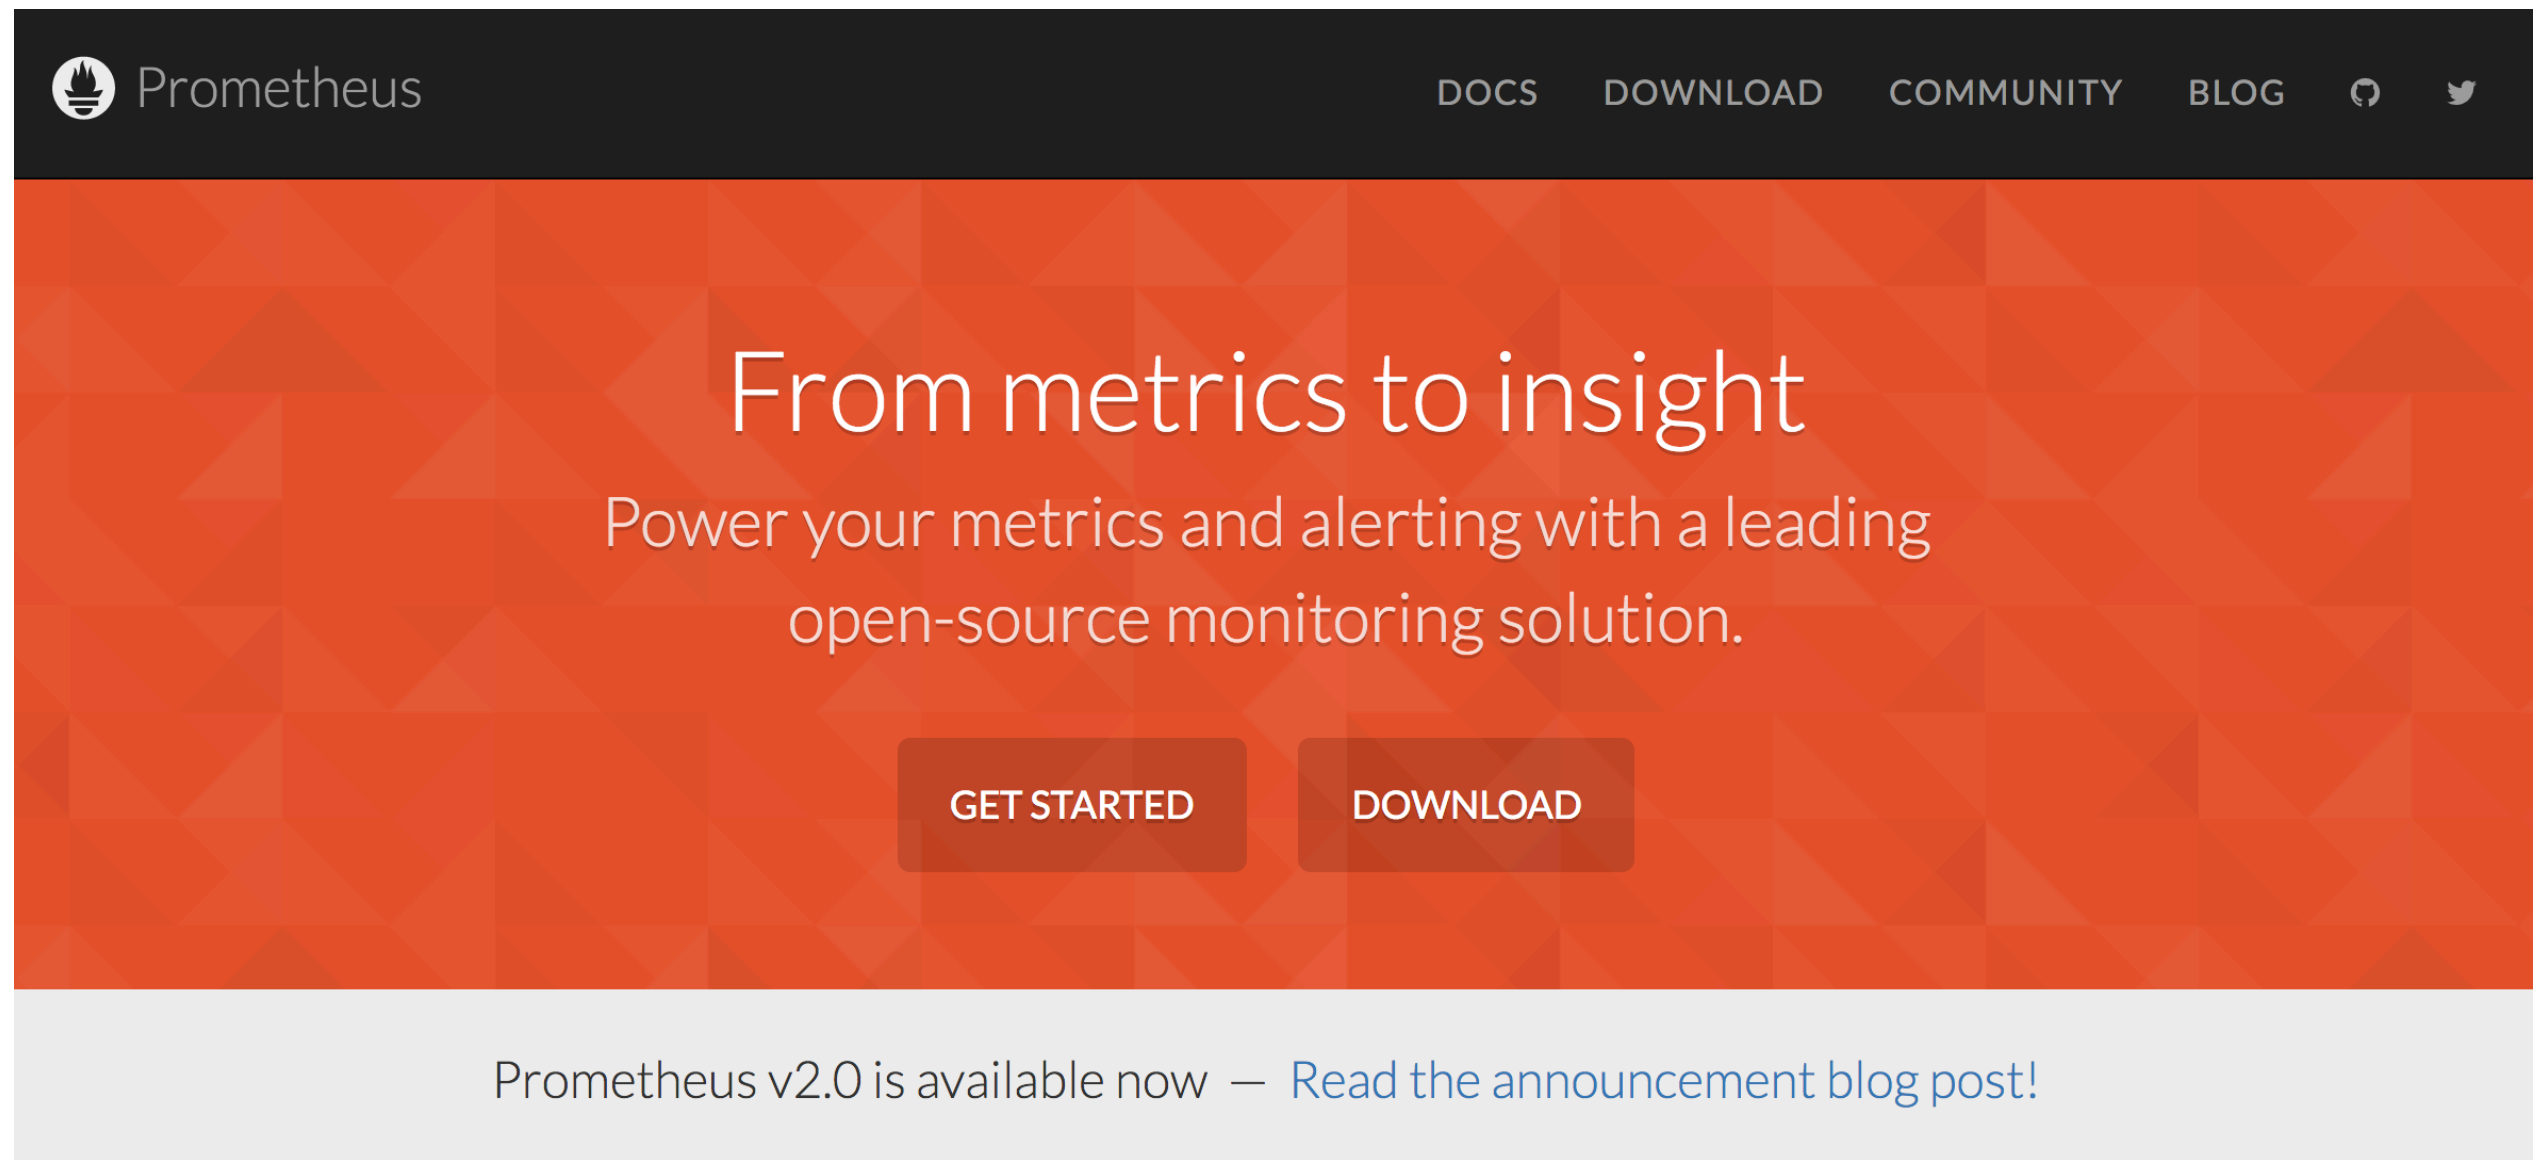 Prometheus
DOCS DOWNLOAD COMMUNITY BLOG
From metrics to insight
Power your metrics and alerting with a leading
open-source monitoring solution.
GET STARTED DOWNLOAD
Prometheus v2.0 is available now — Read the announcement blog post!